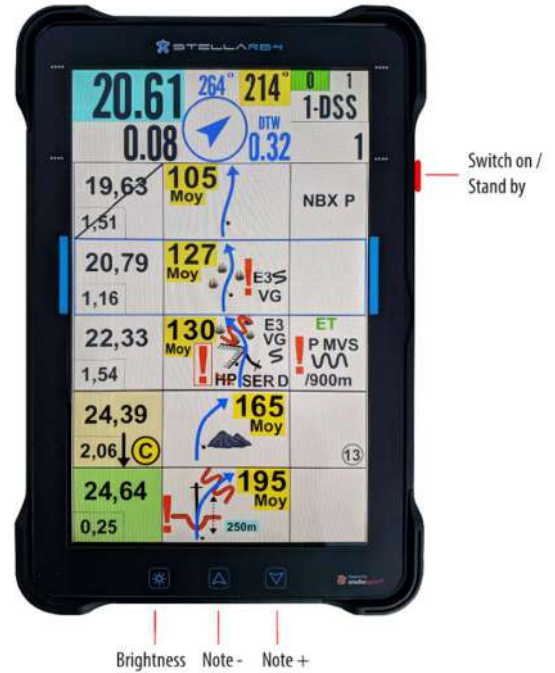 STELLAR64
20.61 264° 214° 0 1
1-DSS
0.08 DTW 0.32 1
19,63 105 Moy NBX P
1,51
20,79 127 Moy ! E3S VG
1,16
22,33 130 Moy E3 VG S ET
! P MVS
1,54 ! HP SER D /900m
24,39 165 Moy
2,06 C 13
24,64 195 Moy
0,25 ! 250m
Switch on /
Stand by
Brightness Note - Note +